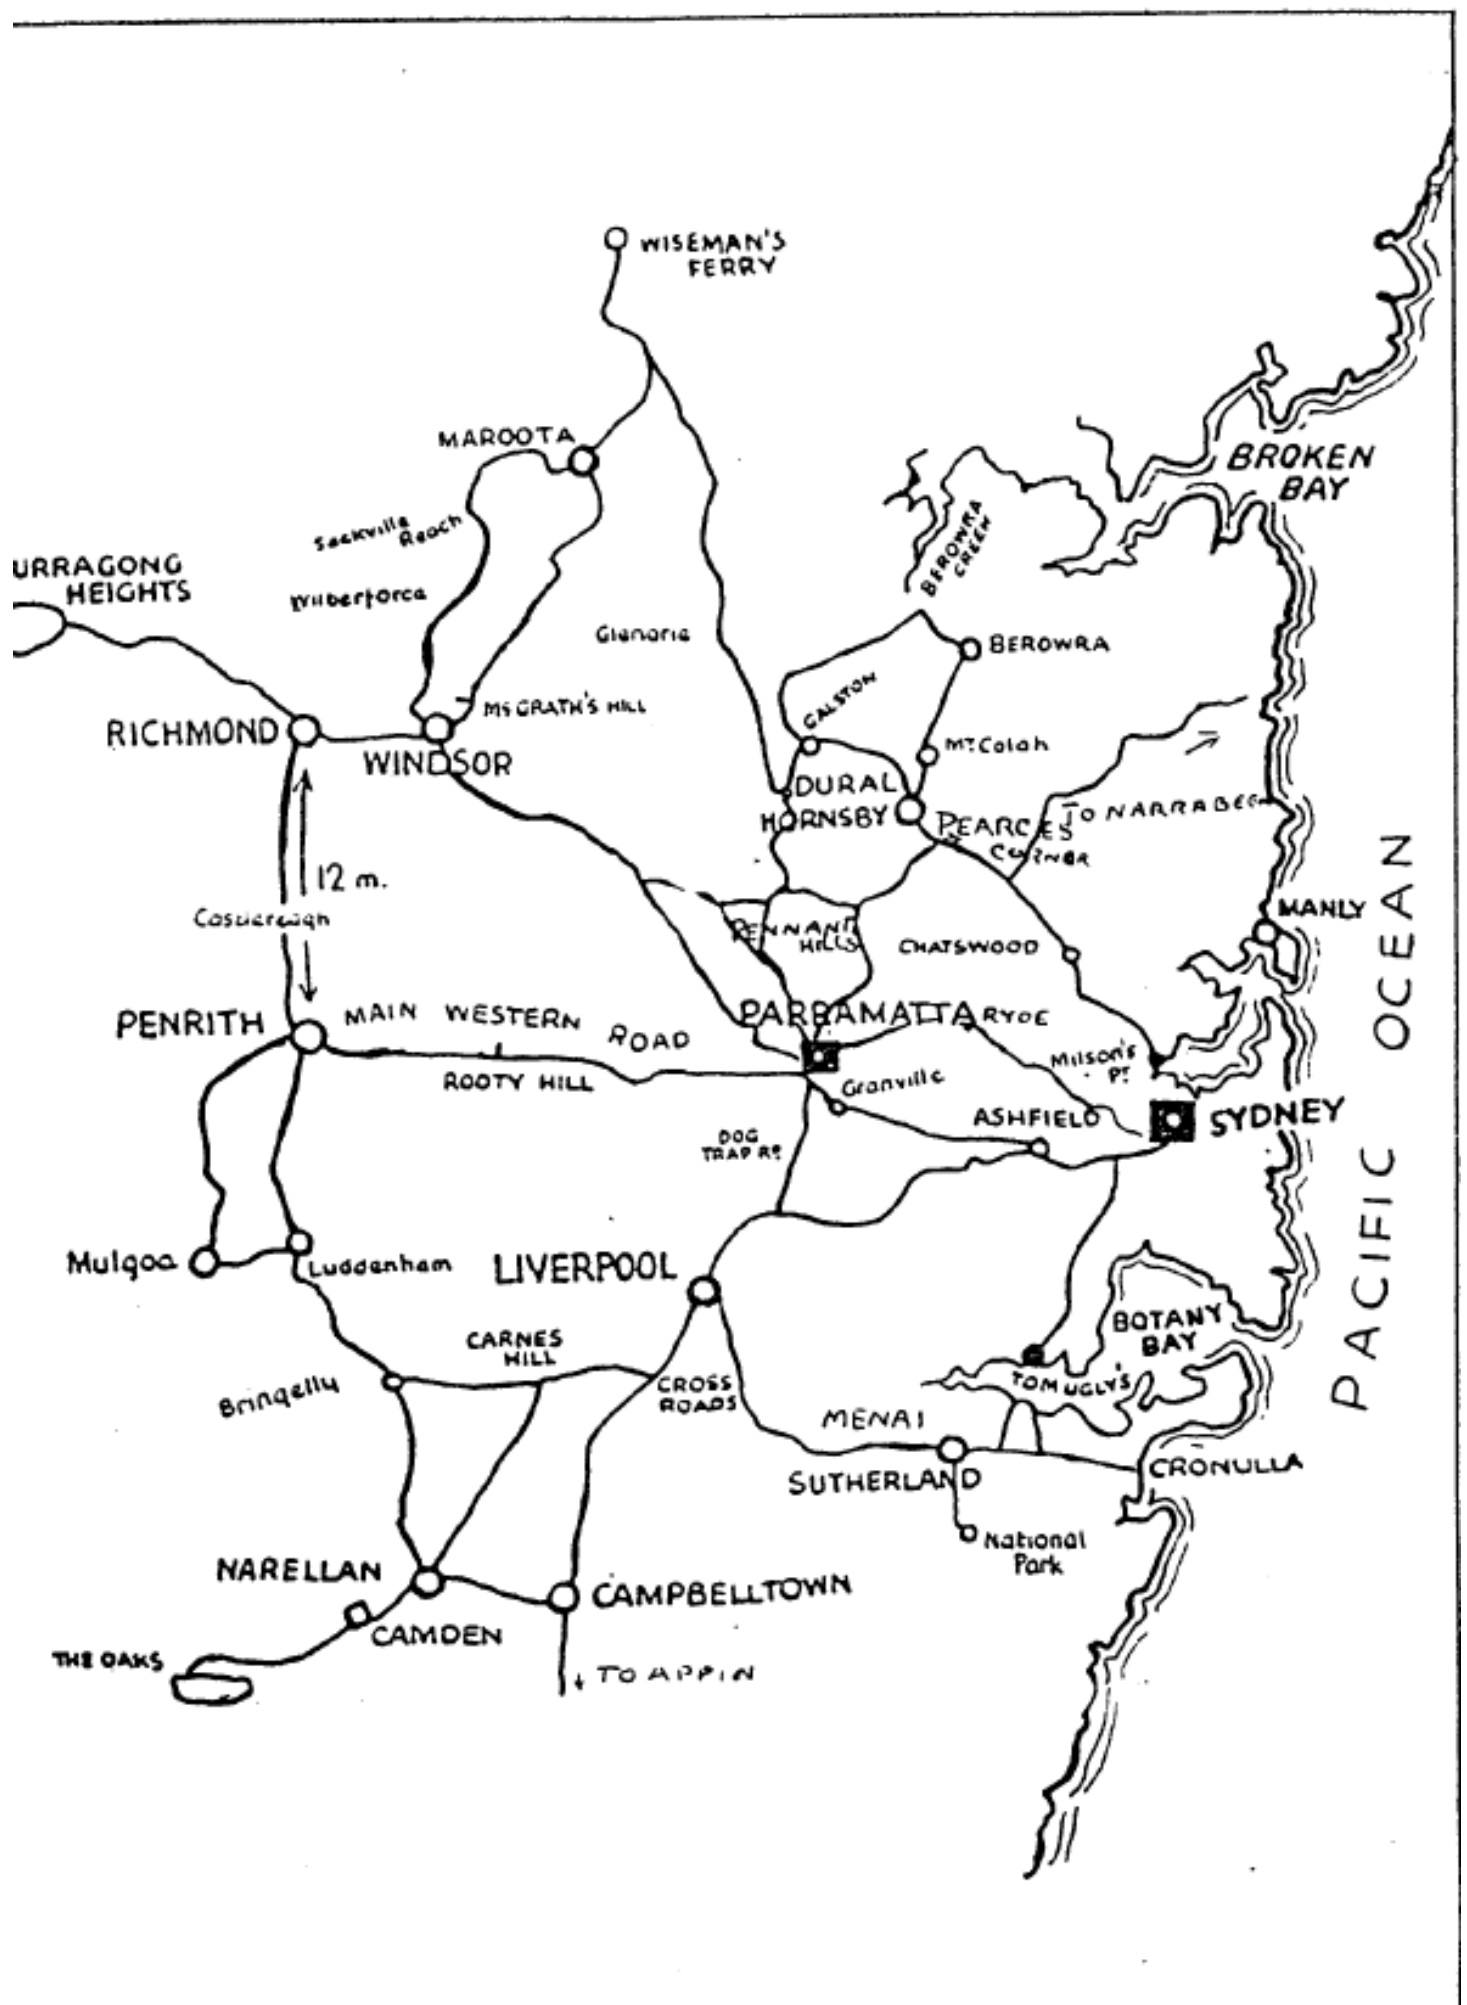 WISEMAN'S
FERRY
MAROOTA
BROKEN
BAY
Sackville
Reach
BEROWRA
CREEK
URRAGONG
HEIGHTS
Wilberforce
Glenorie
BEROWRA
GALSTON
McGRATH'S HILL
RICHMOND
WINDSOR
Mt. Colah
DURAL
HORNSBY
PEARCES
CORNER
TO NARRABEE
12 m.
MANLY
PENNANT
HILLS
CHATSWOOD
PENRITH
MAIN WESTERN ROAD
PARRAMATTA
RYDE
ROOTY HILL
Granville
Milson's
Pt.
ASHFIELD
SYDNEY
DOG
TRAP RD
PACIFIC OCEAN
Mulgoa
Luddenham
LIVERPOOL
BOTANY
BAY
CARNES
HILL
Bringelly
CROSS
ROADS
TOM UGLY'S
MENAI
SUTHERLAND
CRONULLA
National
Park
NARELLAN
CAMPBELLTOWN
CAMDEN
THE OAKS
TO APPIN